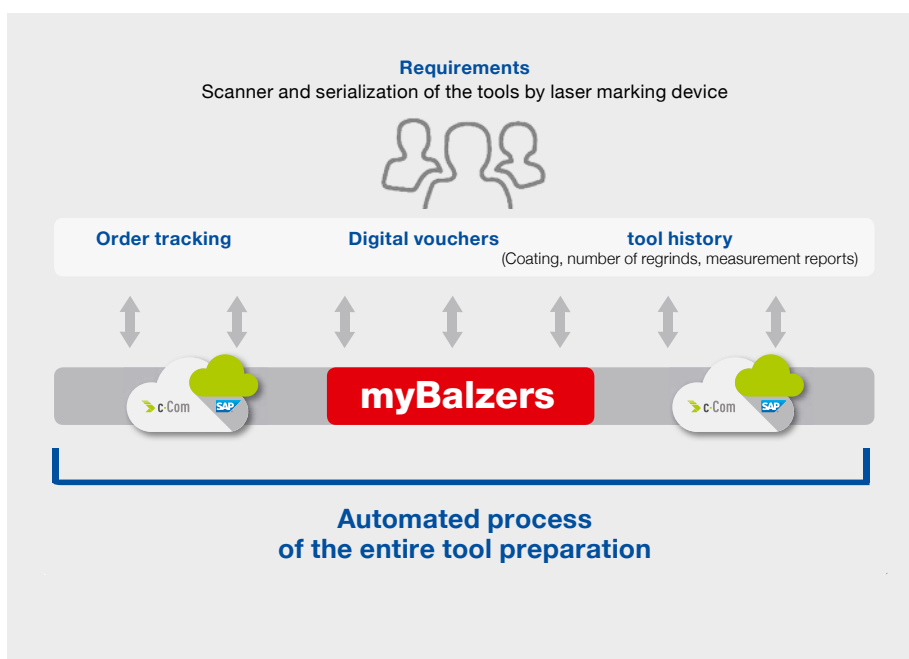 Requirements
Scanner and serialization of the tools by laser marking device
Order tracking
Digital vouchers
tool history
(Coating, number of regrinds, measurement reports)
c-Com
SAP
myBalzers
c-Com
SAP
Automated process
of the entire tool preparation